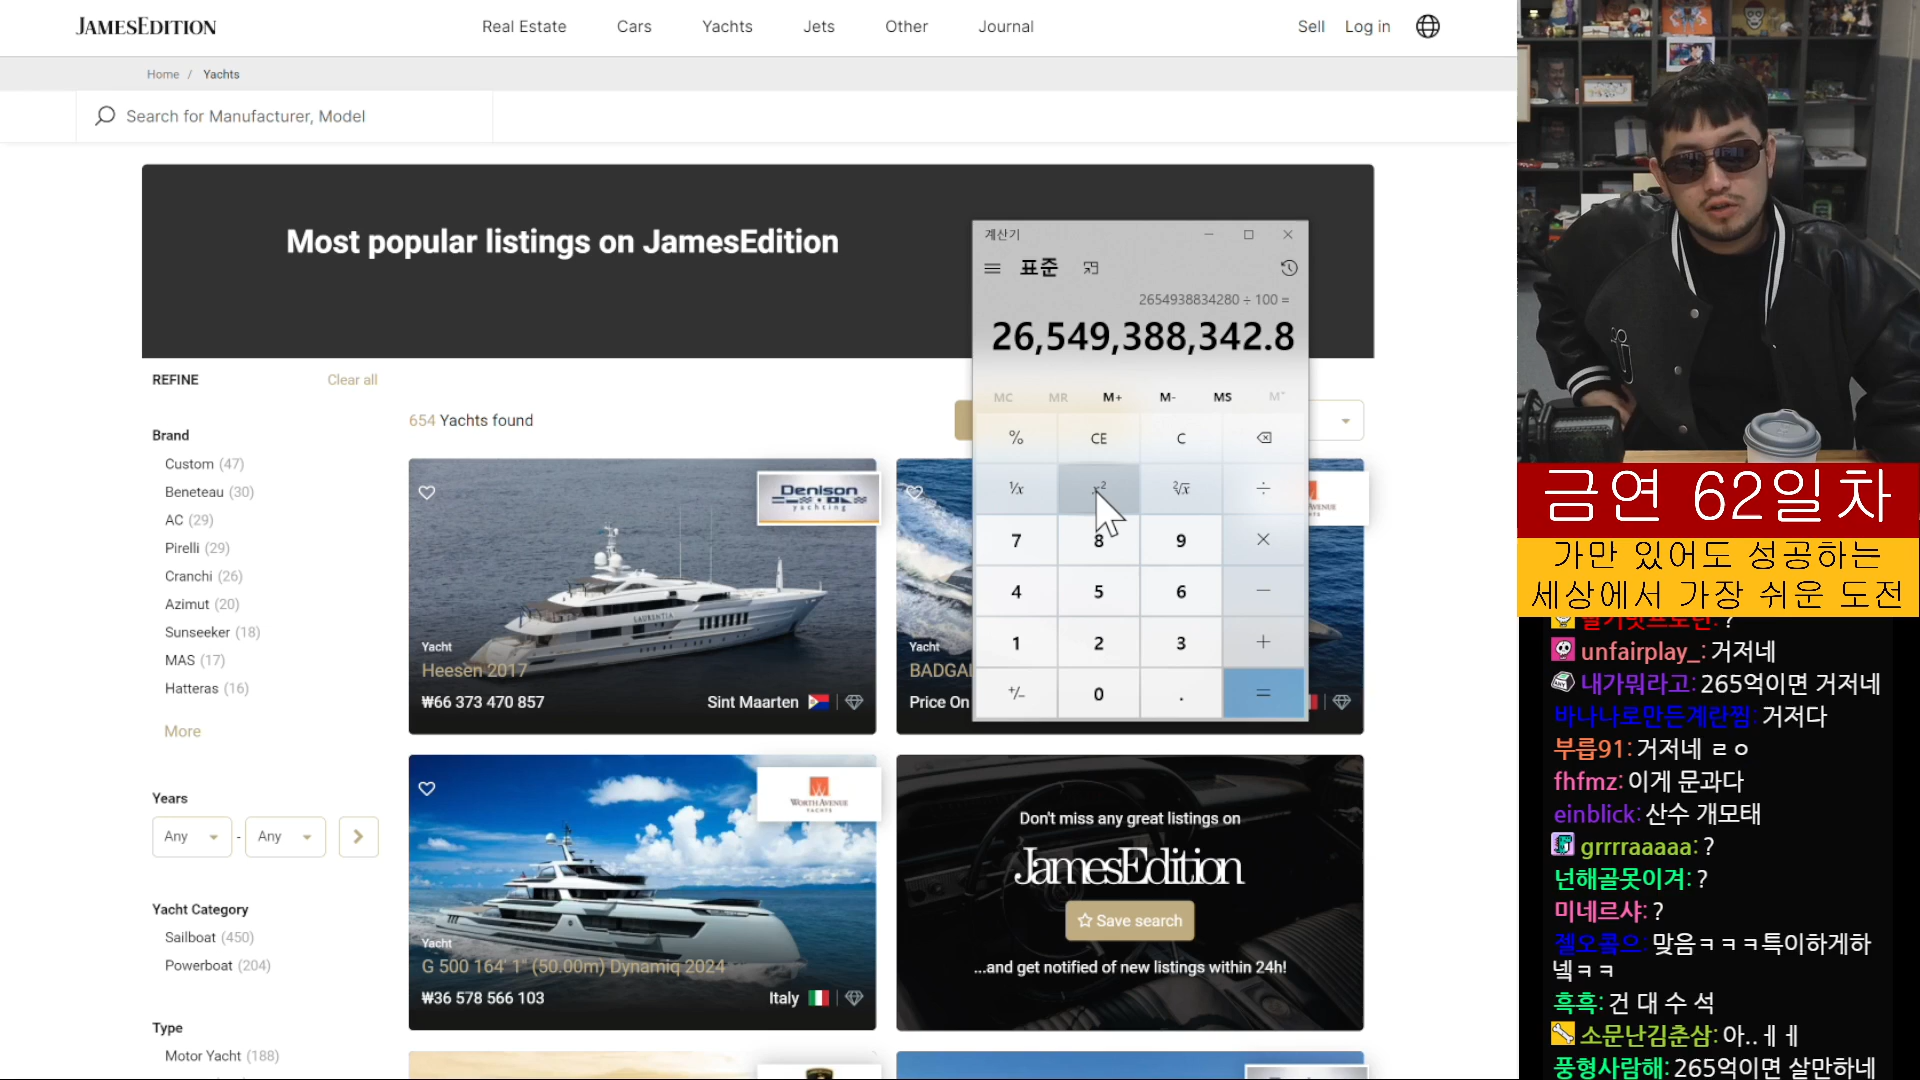 JAMESEDITION
Real Estate
Cars
Yachts
Jets
Other
Journal
Sell
Log in
Home / Yachts
Search for Manufacturer, Model
Most popular listings on JamesEdition
REFINE
Clear all
654 Yachts found
Brand
Custom (47)
Beneteau (30)
AC (29)
Pirelli (29)
Cranchi (26)
Azimut (20)
Sunseeker (18)
MAS (17)
Hatteras (16)
More
Years
Any
-
Any
Yacht Category
Sailboat (450)
Powerboat (204)
Type
Motor Yacht (188)
Denison
yachting
LAURENTIA
Yacht
Heesen 2017
₩66 373 470 857
Sint Maarten
Yacht
BADGAL
Price On
AVENUE
WORTH AVENUE
YACHTS
Yacht
G 500 164' 1" (50.00m) Dynamiq 2024
₩36 578 566 103
Italy
Don't miss any great listings on
JamesEdition
Save search
...and get notified of new listings within 24h!
계산기
표준
2654938834280 ÷ 100 =
26,549,388,342.8
MC MR M+ M- MS M˅
% CE C
¹/x x² ²√x ÷
7 8 9 ×
4 5 6 −
1 2 3 +
+/− 0 . =
금연 62일차
가만 있어도 성공하는
세상에서 가장 쉬운 도전
unfairplay_: 거저네
내가뭐라고: 265억이면 거저네
바나나로만든계란찜: 거저다
부릅91: 거저네 ㄹㅇ
fhfmz: 이게 문과다
einblick: 산수 개모태
grrrraaaaa: ?
넌해골못이겨: ?
미네르샤: ?
젤오콬으: 맞음ㅋㅋㅋ특이하게하
넼ㅋㅋ
흑흑: 건 대 수 석
소문난김춘삼: 아..ㅔㅔ
풍형사람해: 265억이면 살만하네